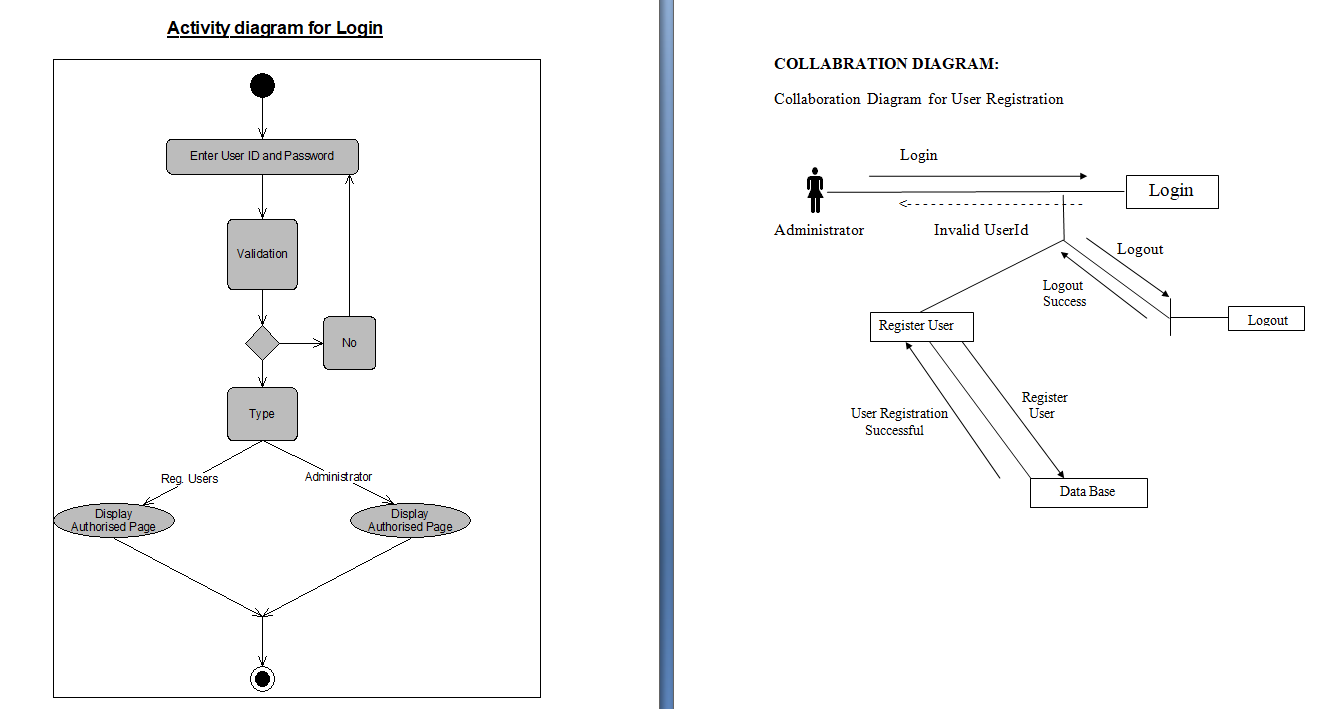 Activity diagram for Login
Enter User ID and Password
Validation
No
Type
Reg. Users
Administrator
Display
Authorised Page
Display
Authorised Page
COLLABRATION DIAGRAM:
Collaboration Diagram for User Registration
Login
Login
Administrator
Invalid UserId
Logout
Logout
Success
Logout
Register User
Register
User
User Registration
Successful
Data Base